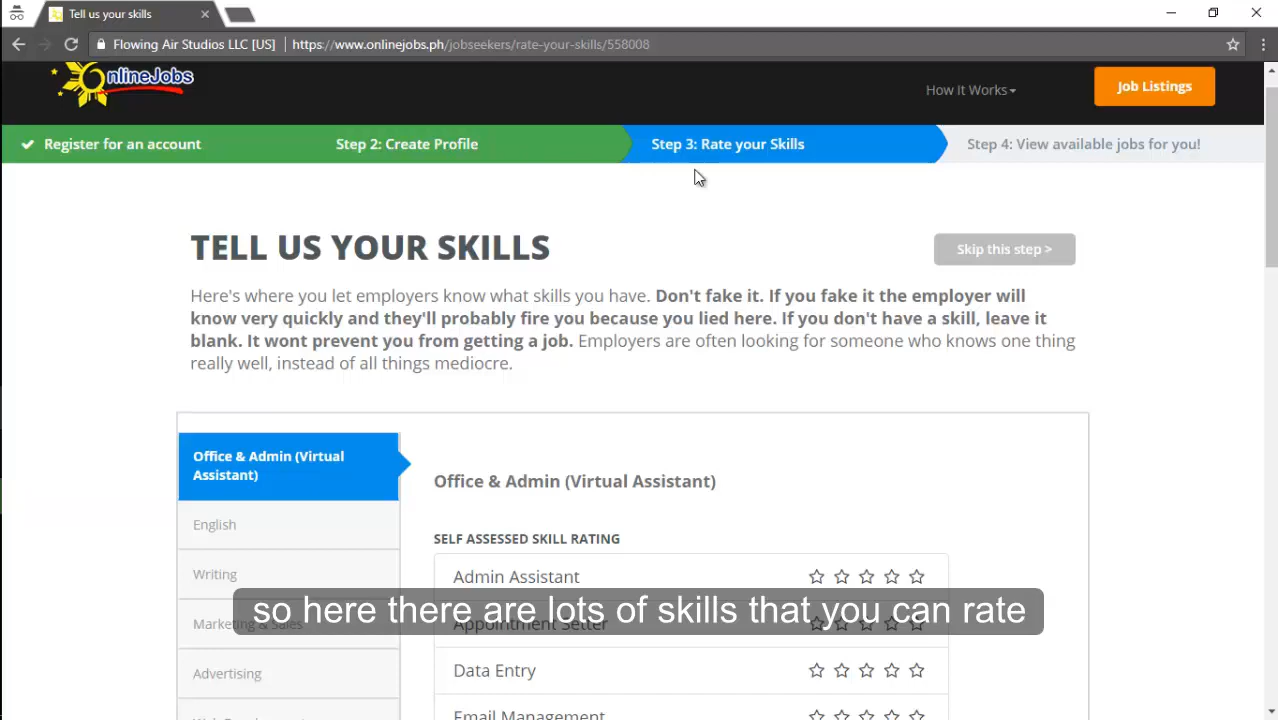 Tell us your skills
Flowing Air Studios LLC [US] https://www.onlinejobs.ph/jobseekers/rate-your-skills/558008
OnlineJobs
How It Works
Job Listings
Register for an account
Step 2: Create Profile
Step 3: Rate your Skills
Step 4: View available jobs for you!
TELL US YOUR SKILLS
Skip this step >
Here's where you let employers know what skills you have. Don't fake it. If you fake it the employer will
know very quickly and they'll probably fire you because you lied here. If you don't have a skill, leave it
blank. It wont prevent you from getting a job. Employers are often looking for someone who knows one thing
really well, instead of all things mediocre.
Office & Admin (Virtual
Assistant)
English
Writing
Marketing & Sales
Advertising
Office & Admin (Virtual Assistant)
SELF ASSESSED SKILL RATING
Admin Assistant
Appointment Setter
Data Entry
Email Management
so here there are lots of skills that you can rate